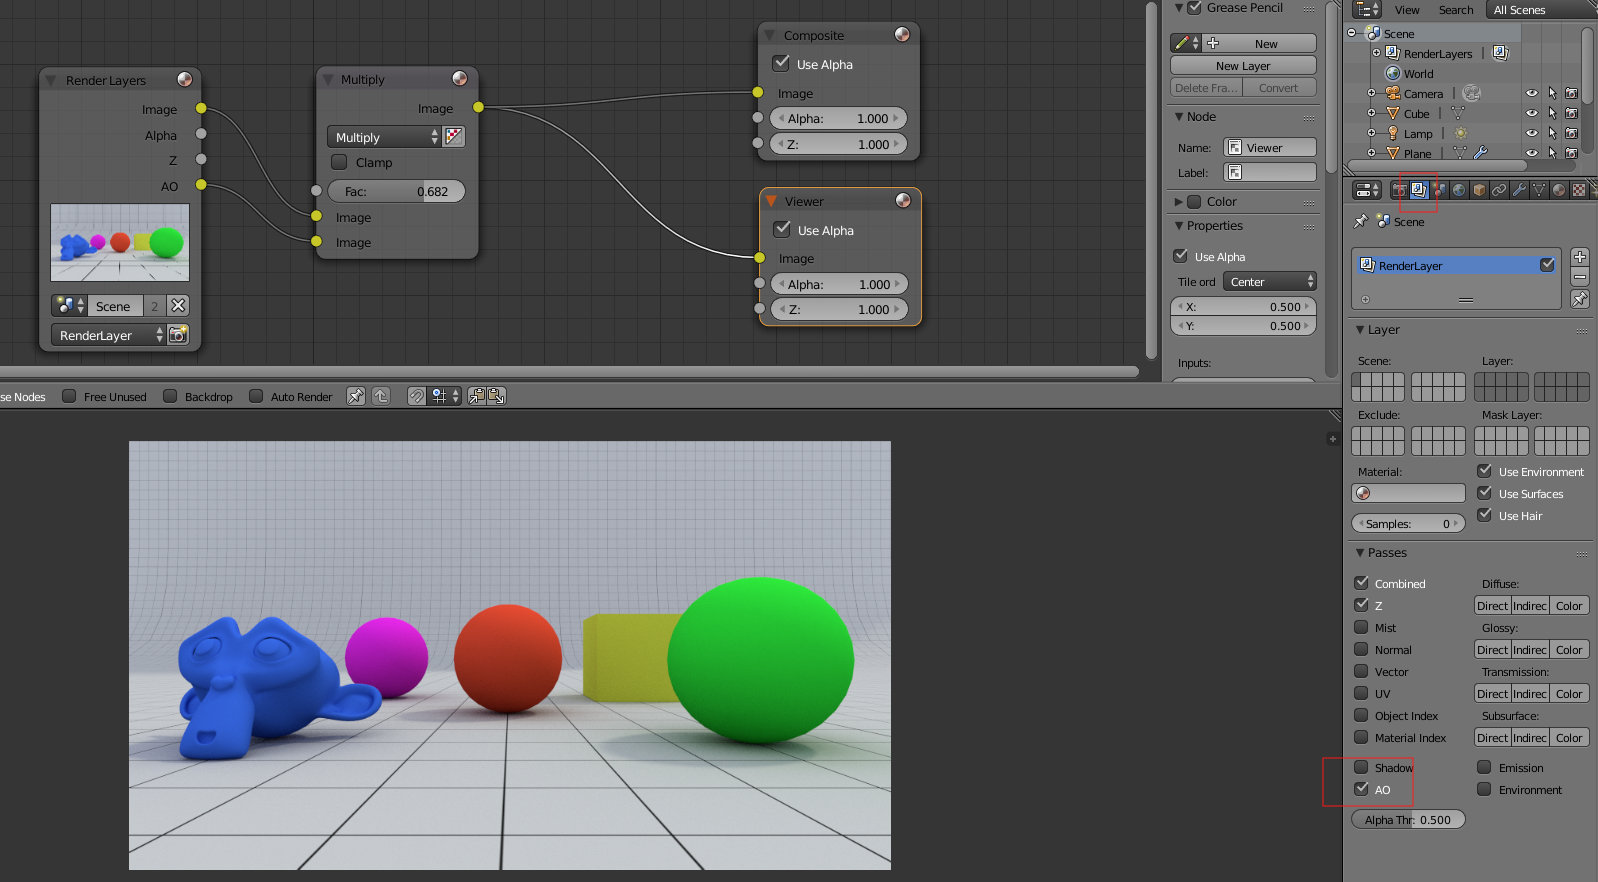 Render Layers
Image
Alpha
Z
AO
Scene
2
RenderLayer
Multiply
Image
Multiply
Clamp
Fac: 0.682
Image
Image
Composite
Use Alpha
Image
Alpha: 1.000
Z: 1.000
Viewer
Use Alpha
Image
Alpha: 1.000
Z: 1.000
Grease Pencil
New
New Layer
Delete Fra... Convert
Node
Name: Viewer
Label:
Color
Properties
Use Alpha
Tile ord Center
X: 0.500
Y: 0.500
Inputs:
se Nodes Free Unused Backdrop Auto Render
View Search All Scenes
Scene
RenderLayers
World
Camera
Cube
Lamp
Plane
Scene
RenderLayer
Layer
Scene: Layer:
Exclude: Mask Layer:
Material: Use Environment
Use Surfaces
Samples: 0 Use Hair
Passes
Combined Diffuse:
Z Direct Indirec Color
Mist Glossy:
Normal Direct Indirec Color
Vector Transmission:
UV Direct Indirec Color
Object Index Subsurface:
Material Index Direct Indirec Color
Shadow Emission
AO Environment
Alpha Thr: 0.500